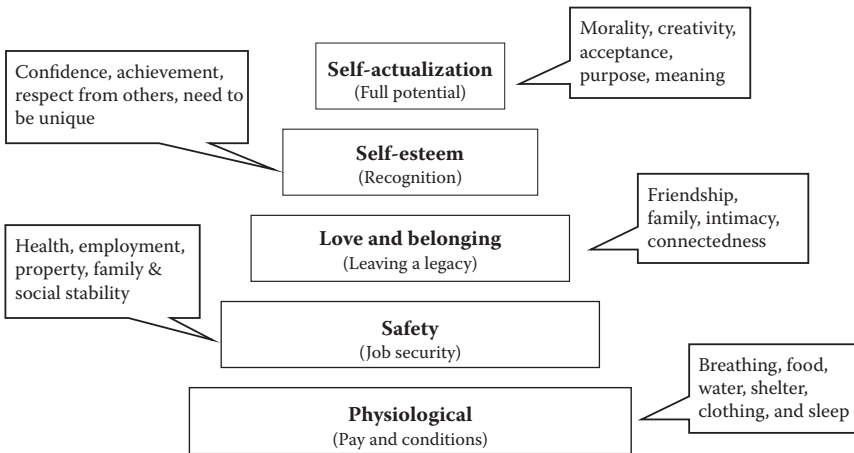 Morality, creativity,
acceptance,
purpose, meaning
Self-actualization
(Full potential)
Confidence, achievement,
respect from others, need to
be unique
Self-esteem
(Recognition)
Friendship,
family, intimacy,
connectedness
Love and belonging
(Leaving a legacy)
Health, employment,
property, family &
social stability
Safety
(Job security)
Breathing, food,
water, shelter,
clothing, and sleep
Physiological
(Pay and conditions)